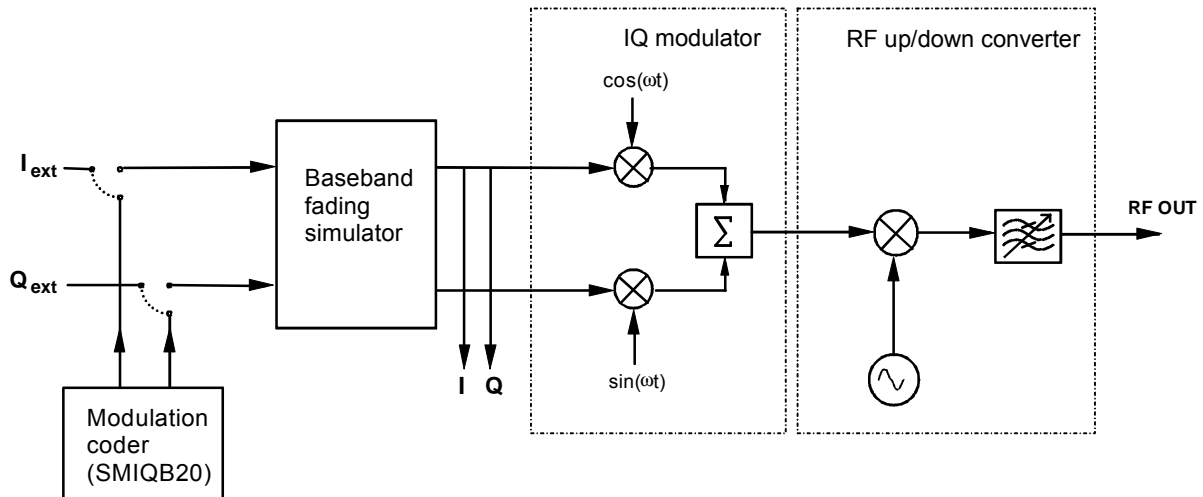 IQ modulator
RF up/down converter
cos(ωt)
I ext
Baseband
fading
simulator
Σ
RF OUT
Q ext
sin(ωt)
I Q
Modulation
coder
(SMIQB20)